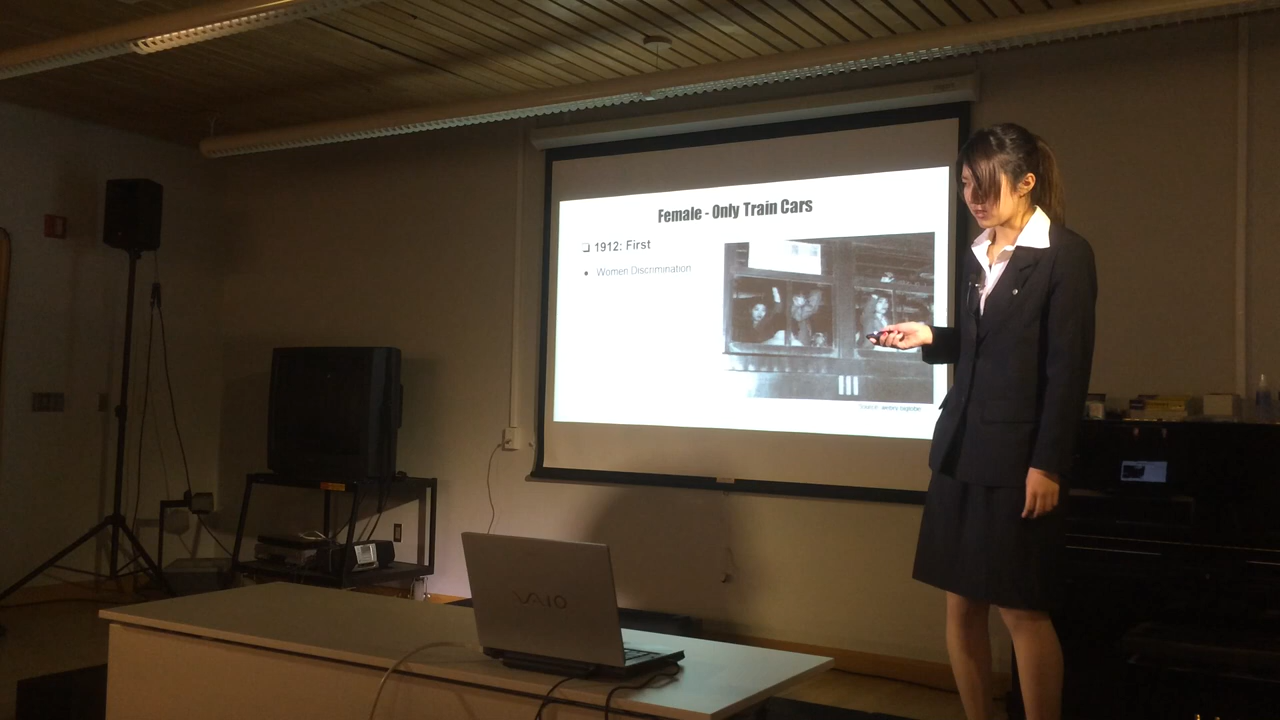 Female - Only Train Cars
❑ 1912: First
• Women Discrimination
VAIO